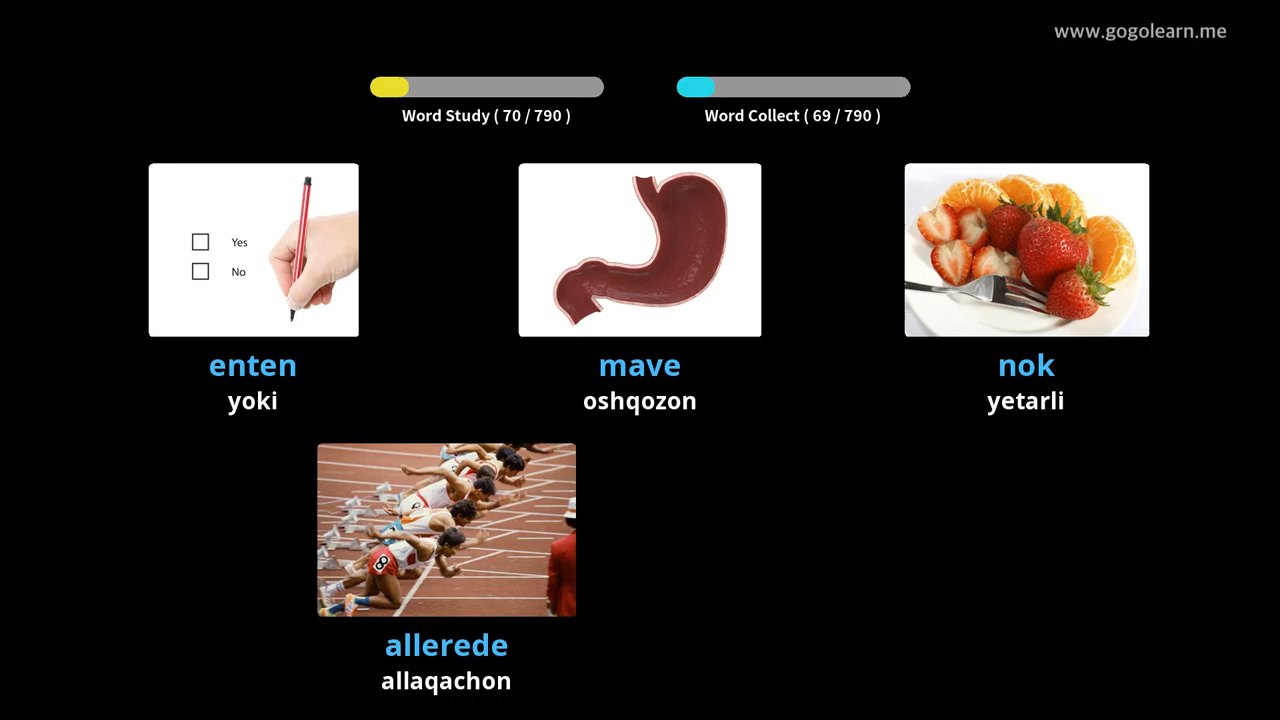 www.gogolearn.me
Word Study ( 70 / 790 )
Word Collect ( 69 / 790 )
Yes
No
enten
yoki
mave
oshqozon
nok
yetarli
8
allerede
allaqachon